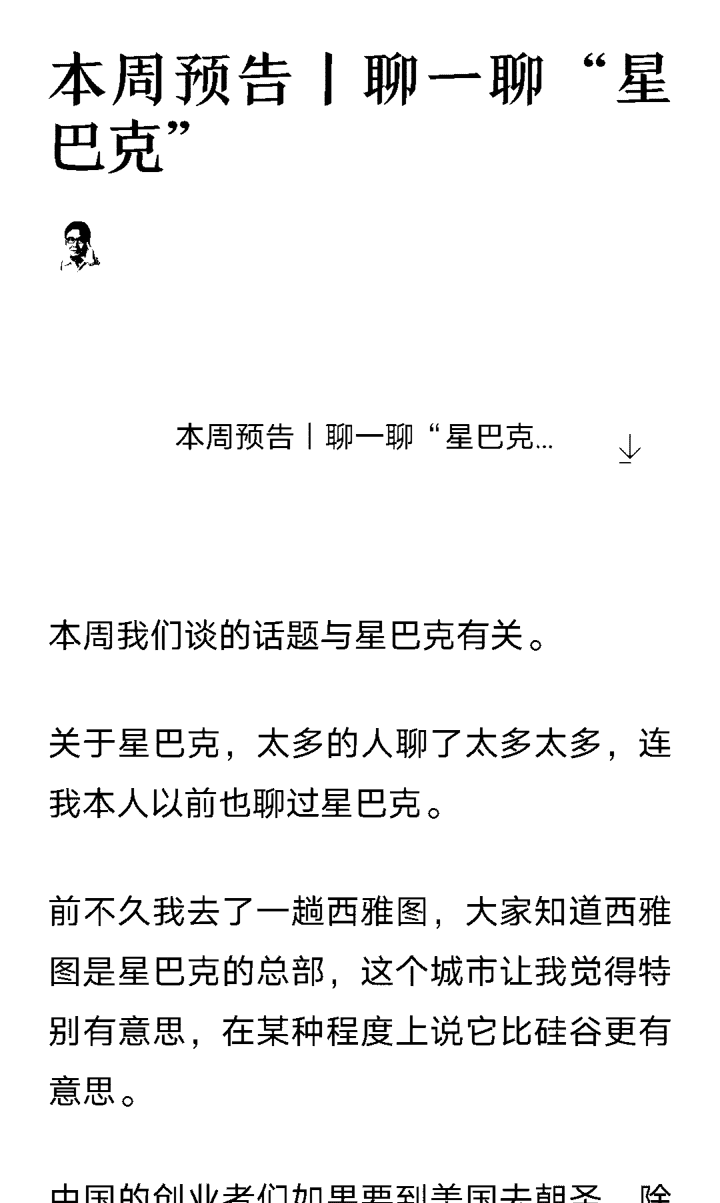 本周预告丨聊一聊“星
巴克”
本周预告丨聊一聊“星巴克...
本周我们谈的话题与星巴克有关。
关于星巴克，太多的人聊了太多太多，连
我本人以前也聊过星巴克。
前不久我去了一趟西雅图，大家知道西雅
图是星巴克的总部，这个城市让我觉得特
别有意思，在某种程度上说它比硅谷更有
意思。
中国的创业者们如果要到美国去朝圣，除